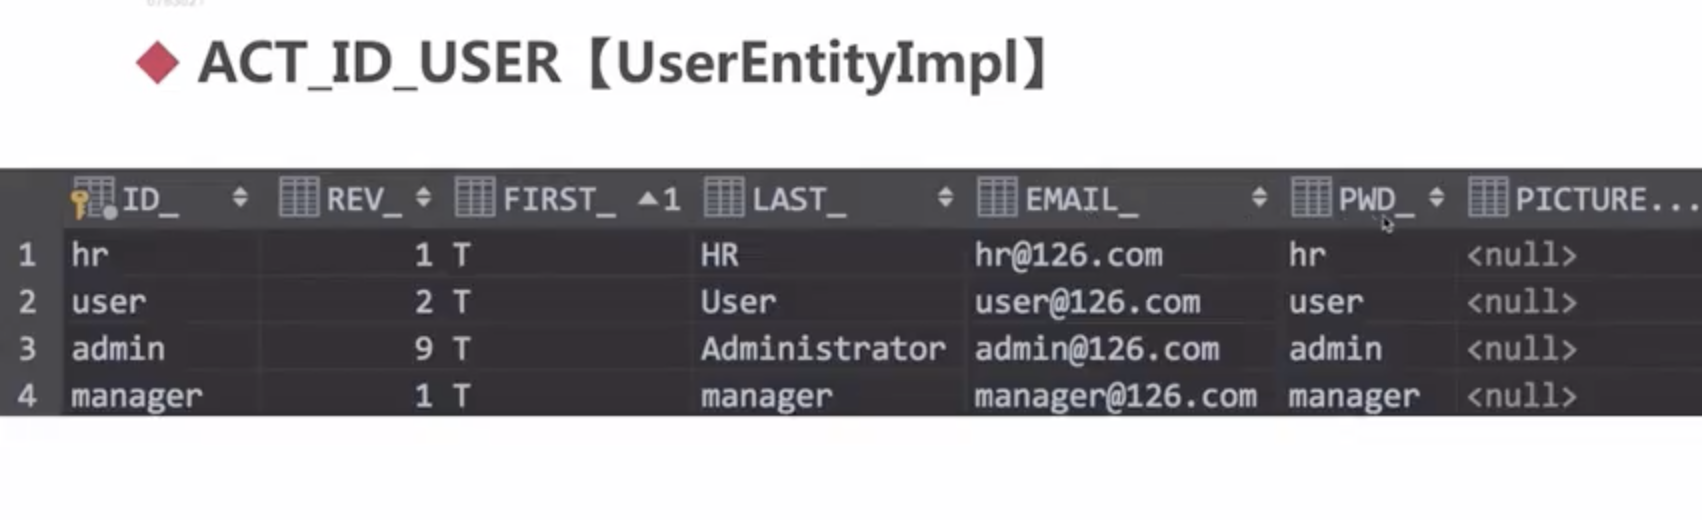 ACT_ID_USER【UserEntityImpl】
ID_ REV_ FIRST_ 1 LAST_ EMAIL_ PWD_ PICTURE...
1 hr 1 T HR hr@126.com hr <null>
2 user 2 T User user@126.com user <null>
3 admin 9 T Administrator admin@126.com admin <null>
4 manager 1 T manager manager@126.com manager <null>